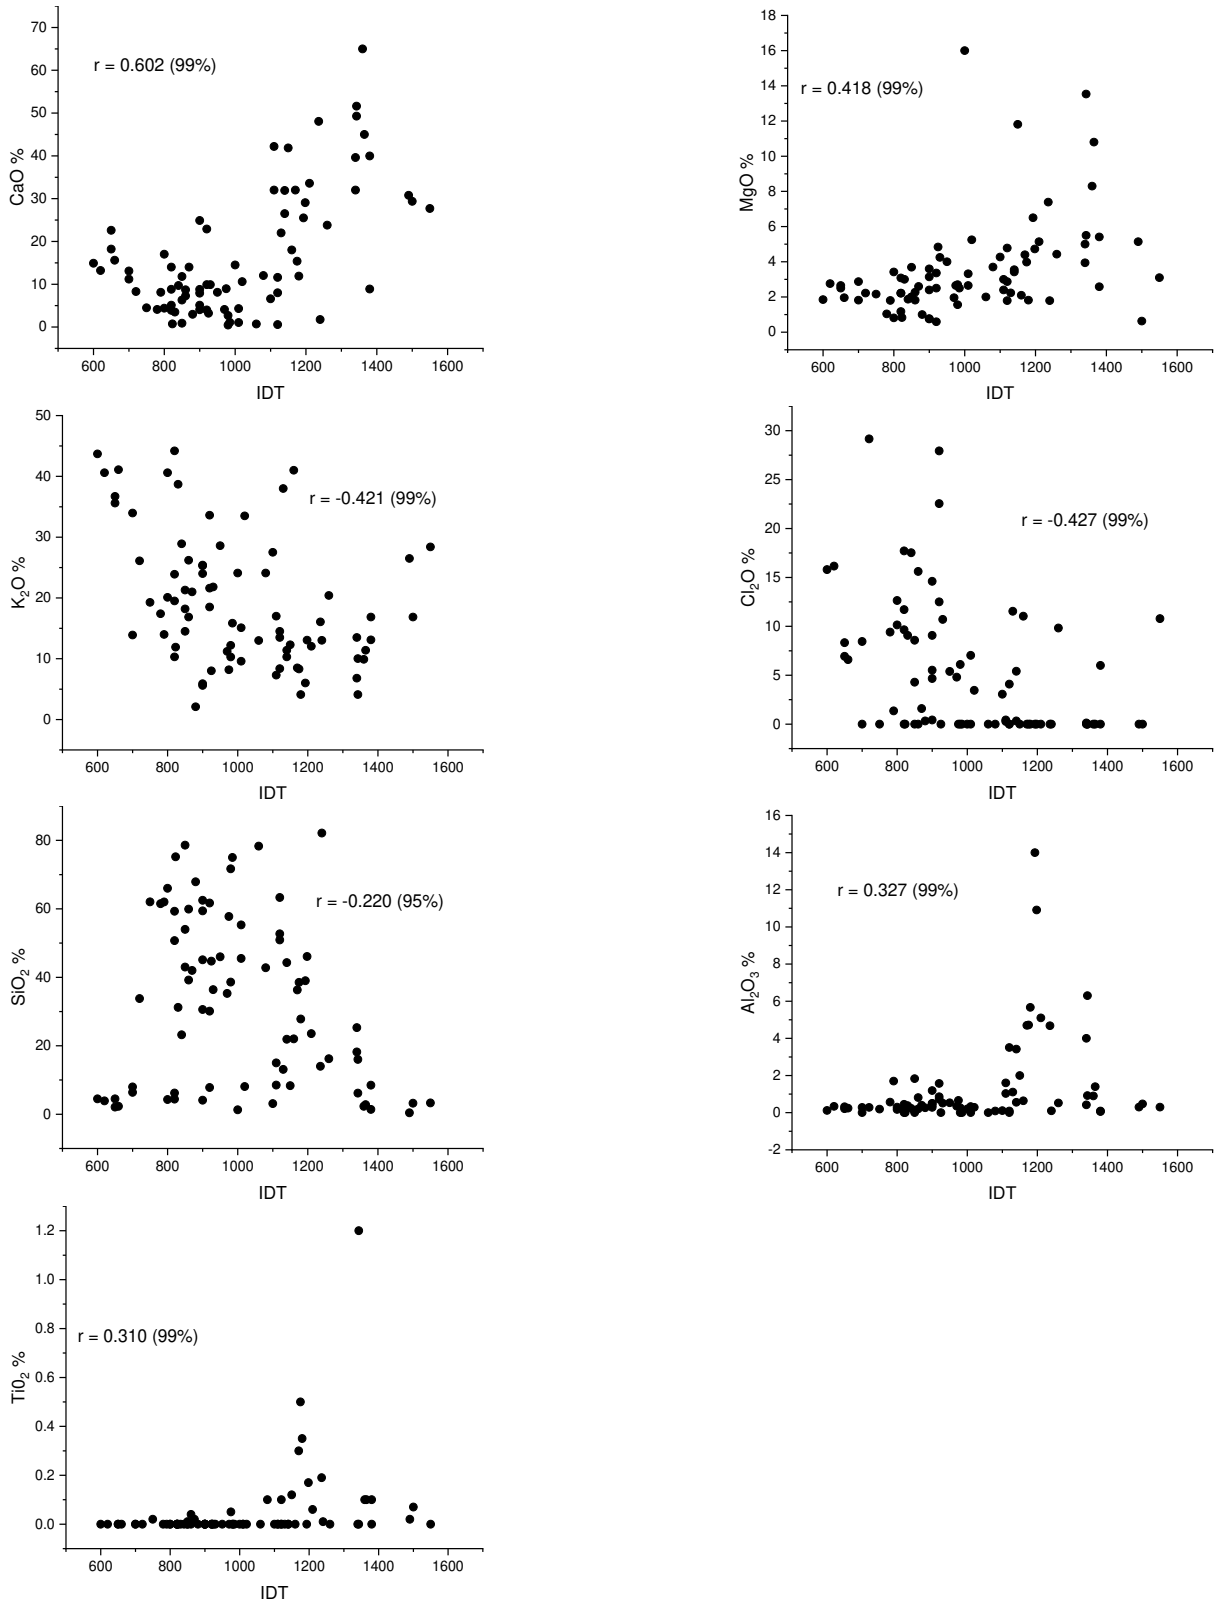 70
60
50
40
30
20
10
0
CaO %
r = 0.602 (99%)
600 800 1000 1200 1400 1600
IDT
18
16
14
12
10
8
6
4
2
0
MgO %
r = 0.418 (99%)
600 800 1000 1200 1400 1600
IDT
50
40
30
20
10
0
K₂O %
r = -0.421 (99%)
600 800 1000 1200 1400 1600
IDT
30
25
20
15
10
5
0
Cl₂O %
r = -0.427 (99%)
600 800 1000 1200 1400 1600
IDT
80
60
40
20
0
SiO₂ %
r = -0.220 (95%)
600 800 1000 1200 1400 1600
IDT
16
14
12
10
8
6
4
2
0
-2
Al₂O₃ %
r = 0.327 (99%)
600 800 1000 1200 1400 1600
IDT
1.2
1.0
0.8
0.6
0.4
0.2
0.0
Ti0₂ %
r = 0.310 (99%)
600 800 1000 1200 1400 1600
IDT